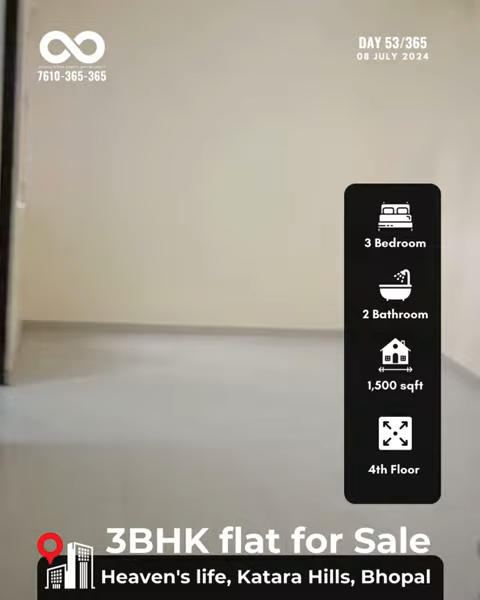 7610-365-365
DAY 53/365
08 JULY 2024
3 Bedroom
2 Bathroom
1,500 sqft
4th Floor
3BHK flat for Sale
Heaven's life, Katara Hills, Bhopal